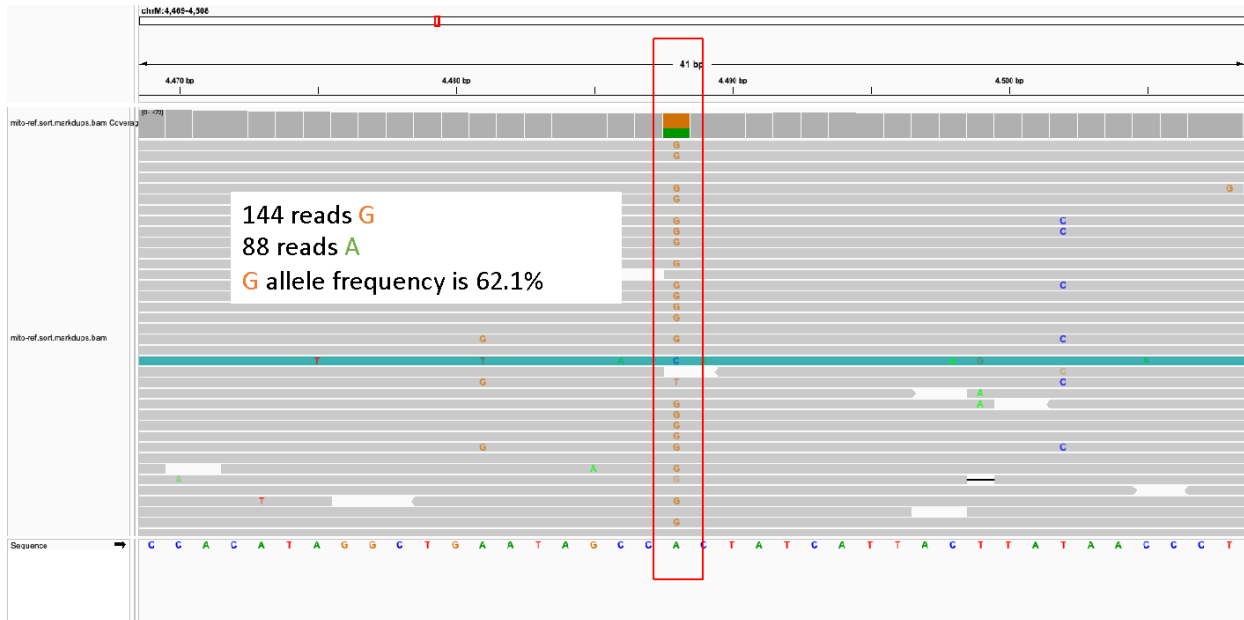 chrM:4,469-4,508
41 bp
4,470 bp 4,480 bp 4,490 bp 4,500 bp
mito-ref.sort.markdups.bam Coverag
G
G
G G
G
G C
G C
G
G
G C
G
G
G
144 reads G
88 reads A
G allele frequency is 62.1%
mito-ref.sort.markdups.bam
G G C
T T A C A G A
C
G T C
A
G A
G
G
G
G G C
A G
A G
T G
G
Sequence
C C A C A T A G G C T G A A T A G C C A C T A T C A T T A C T T A T A A C C C T